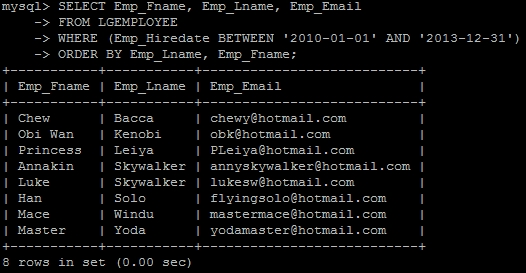 mysql> SELECT Emp_Fname, Emp_Lname, Emp_Email
    -> FROM LGEMPLOYEE
    -> WHERE (Emp_Hiredate BETWEEN '2010-01-01' AND '2013-12-31')
    -> ORDER BY Emp_Lname, Emp_Fname;
+-----------+-----------+--------------------------+
| Emp_Fname | Emp_Lname | Emp_Email                |
+-----------+-----------+--------------------------+
| Chew      | Bacca     | chewy@hotmail.com        |
| Obi Wan   | Kenobi    | obk@hotmail.com          |
| Princess  | Leiya     | PLeiya@hotmail.com       |
| Annakin   | Skywalker | annyskywalker@hotmail.com |
| Luke      | Skywalker | lukesw@hotmail.com       |
| Han       | Solo      | flyingsolo@hotmail.com   |
| Mace      | Windu     | mastermace@hotmail.com   |
| Master    | Yoda      | yodamaster@hotmail.com   |
+-----------+-----------+--------------------------+
8 rows in set (0.00 sec)